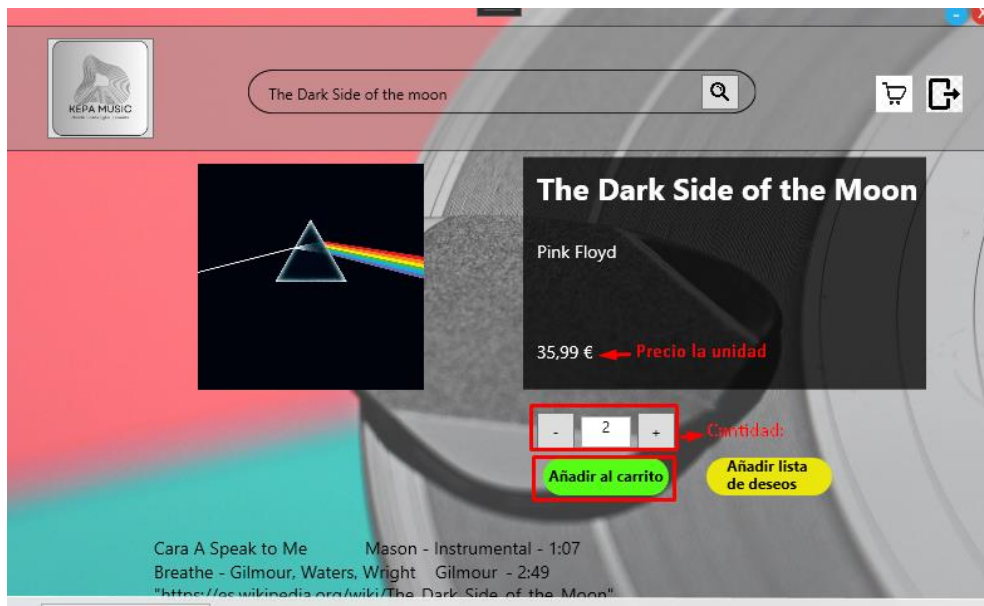 KEPA MUSIC
The Dark Side of the moon
The Dark Side of the Moon
Pink Floyd
35,99 € Precio la unidad
- 2 + Cantidad:
Añadir al carrito
Añadir lista
de deseos
Cara A Speak to Me Mason - Instrumental - 1:07
Breathe - Gilmour, Waters, Wright Gilmour - 2:49
"https://es.wikipedia.org/wiki/The_Dark_Side_of_the_Moon"